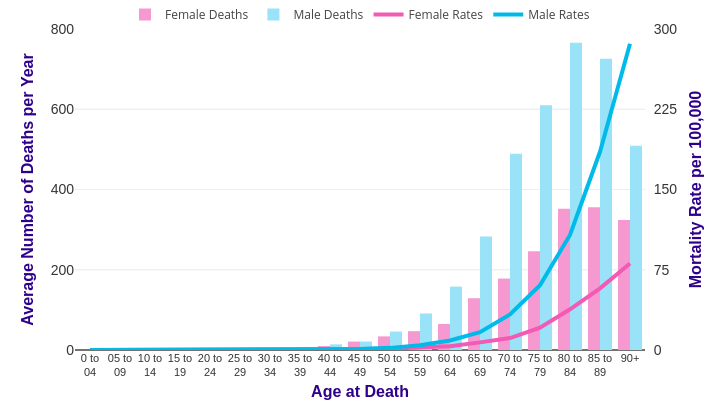 Female Deaths Male Deaths Female Rates Male Rates
Average Number of Deaths per Year
800
600
400
200
0
300
225
150
75
0
Mortality Rate per 100,000
0 to 04
05 to 09
10 to 14
15 to 19
20 to 24
25 to 29
30 to 34
35 to 39
40 to 44
45 to 49
50 to 54
55 to 59
60 to 64
65 to 69
70 to 74
75 to 79
80 to 84
85 to 89
90+
Age at Death